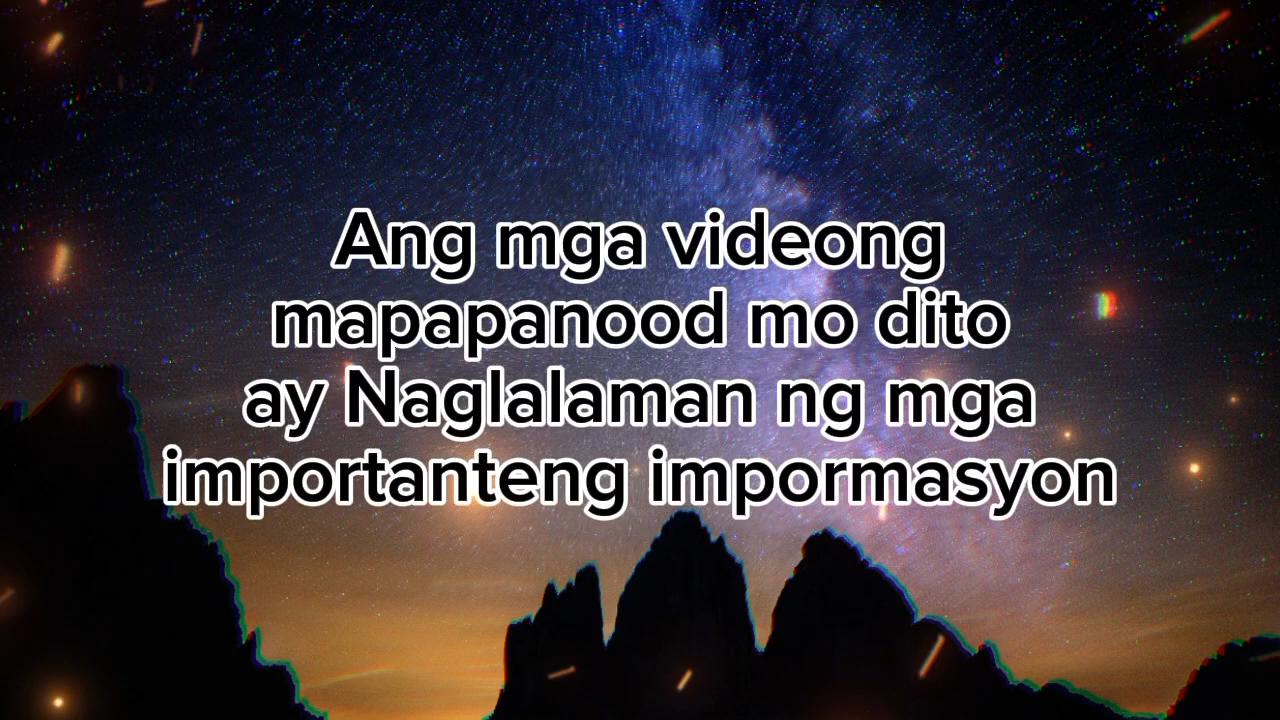 Ang mga videong
mapapanood mo dito
ay Naglalaman ng mga
importanteng impormasyon